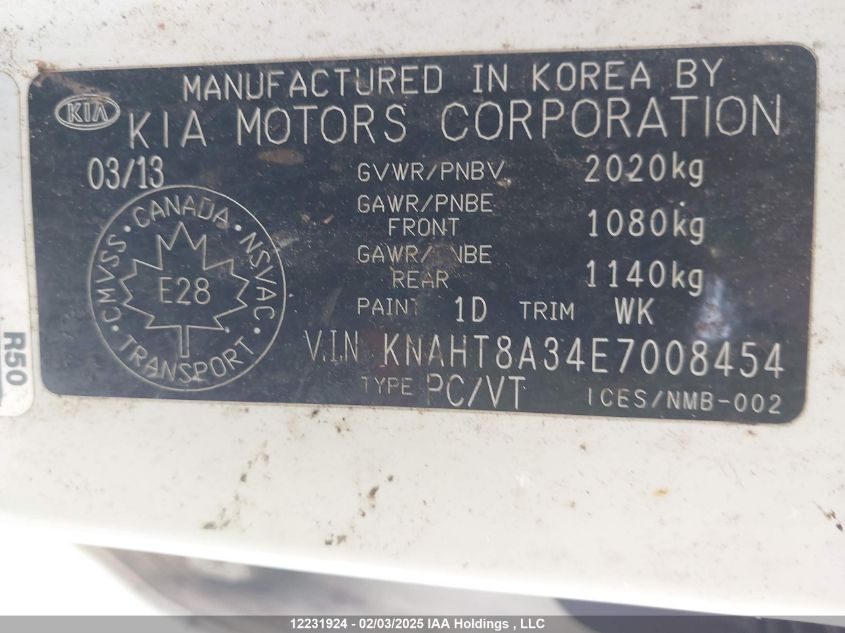 MANUFACTURED IN KOREA BY
KIA
KIA MOTORS CORPORATION
03/13
GVWR/PNBV 2020kg
GAWR/PNBE
FRONT 1080kg
GAWR/PNBE
REAR 1140kg
PAINT 1D TRIM WK
CANADA
CMVSS · NSVAC
E28
TRANSPORT
V.I.N KNAHT8A34E7008454
TYPE PC/VT ICES/NMB-002
R50
12231924 - 02/03/2025 IAA Holdings , LLC